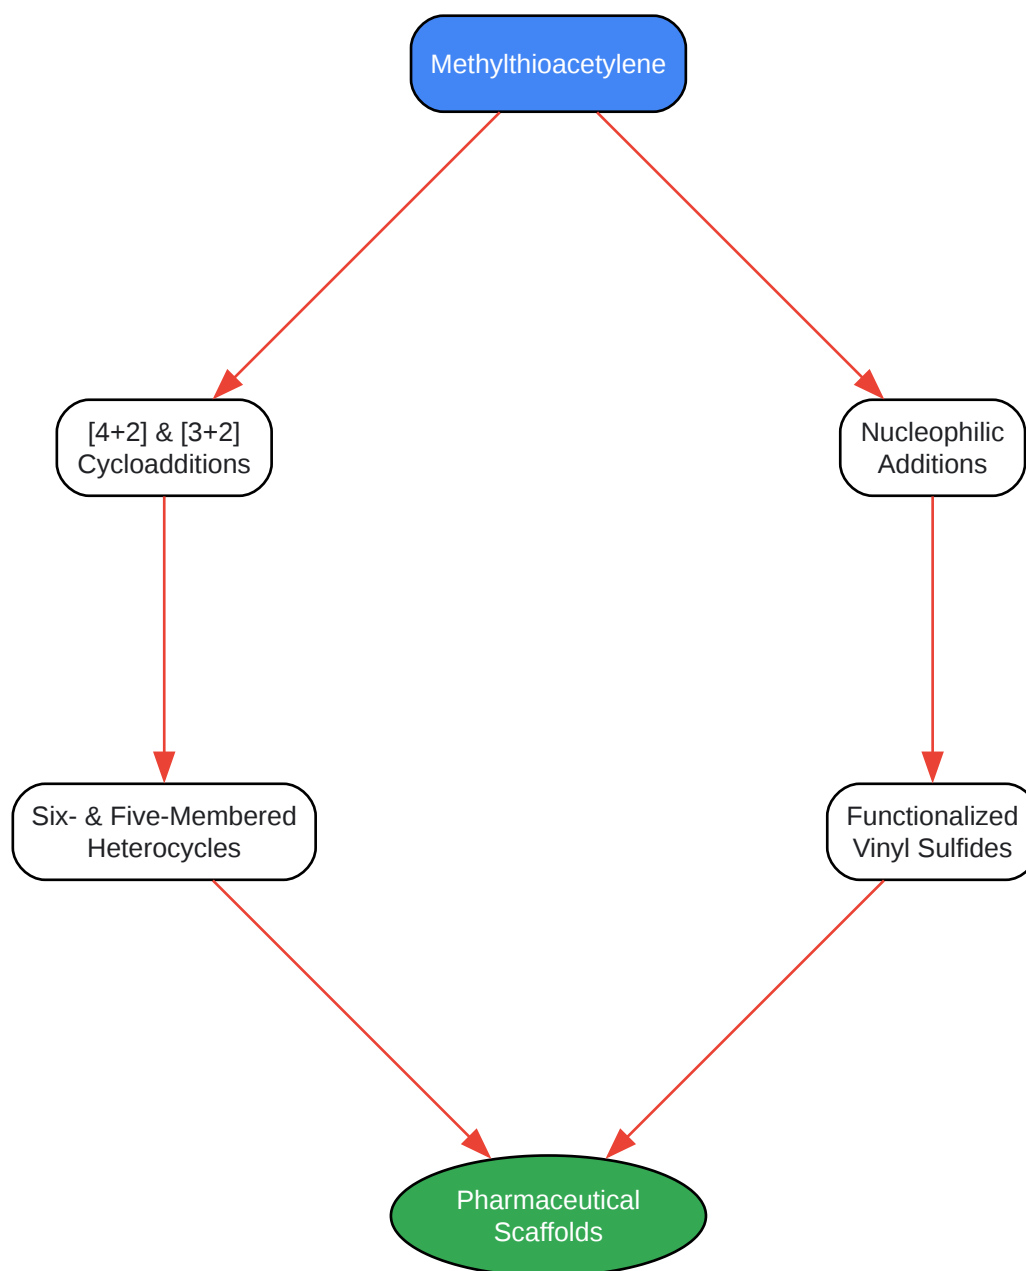 Methylthioacetylene
[4+2] & [3+2]
Cycloadditions
Nucleophilic
Additions
Six- & Five-Membered
Heterocycles
Functionalized
Vinyl Sulfides
Pharmaceutical
Scaffolds